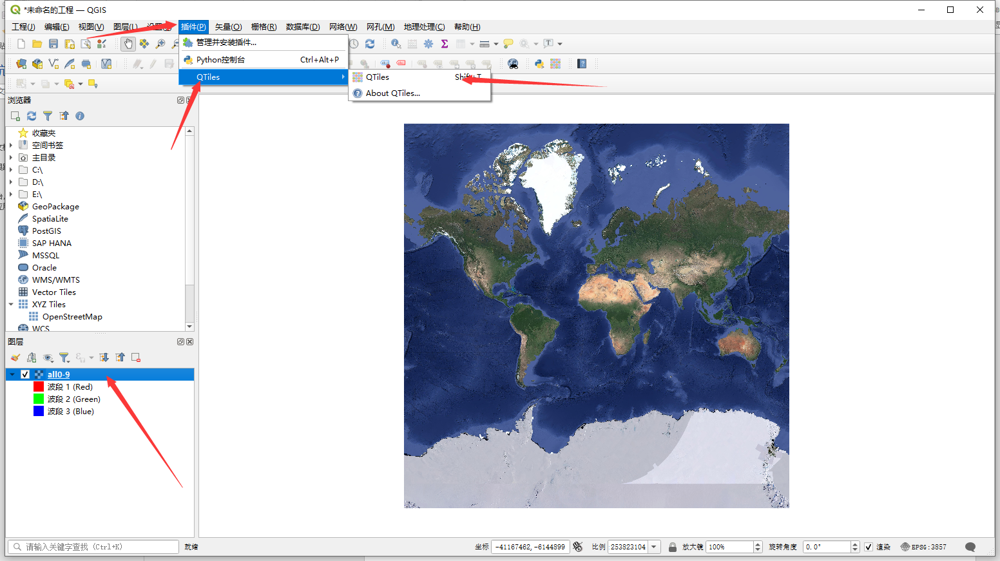 *未命名的工程 — QGIS
工程(J) 编辑(E) 视图(V) 图层(L) 插件(P) 矢量(O) 栅格(R) 数据库(D) 网络(W) 网孔(M) 地理处理(C) 帮助(H)
管理并安装插件...
Python控制台 Ctrl+Alt+P
QTiles
QTiles Shift+T
About QTiles...
浏览器
收藏夹
空间书签
主目录
C:\
D:\
E:\
GeoPackage
SpatiaLite
PostGIS
SAP HANA
MSSQL
Oracle
WMS/WMTS
Vector Tiles
XYZ Tiles
OpenStreetMap
WCS
图层
all0-9
波段 1 (Red)
波段 2 (Green)
波段 3 (Blue)
请输入关键字查找 (Ctrl+K) 就绪 坐标 -41167462,-6144899 比例 253823104 放大镜 100% 旋转角度 0.0° 渲染 EPSG:3857